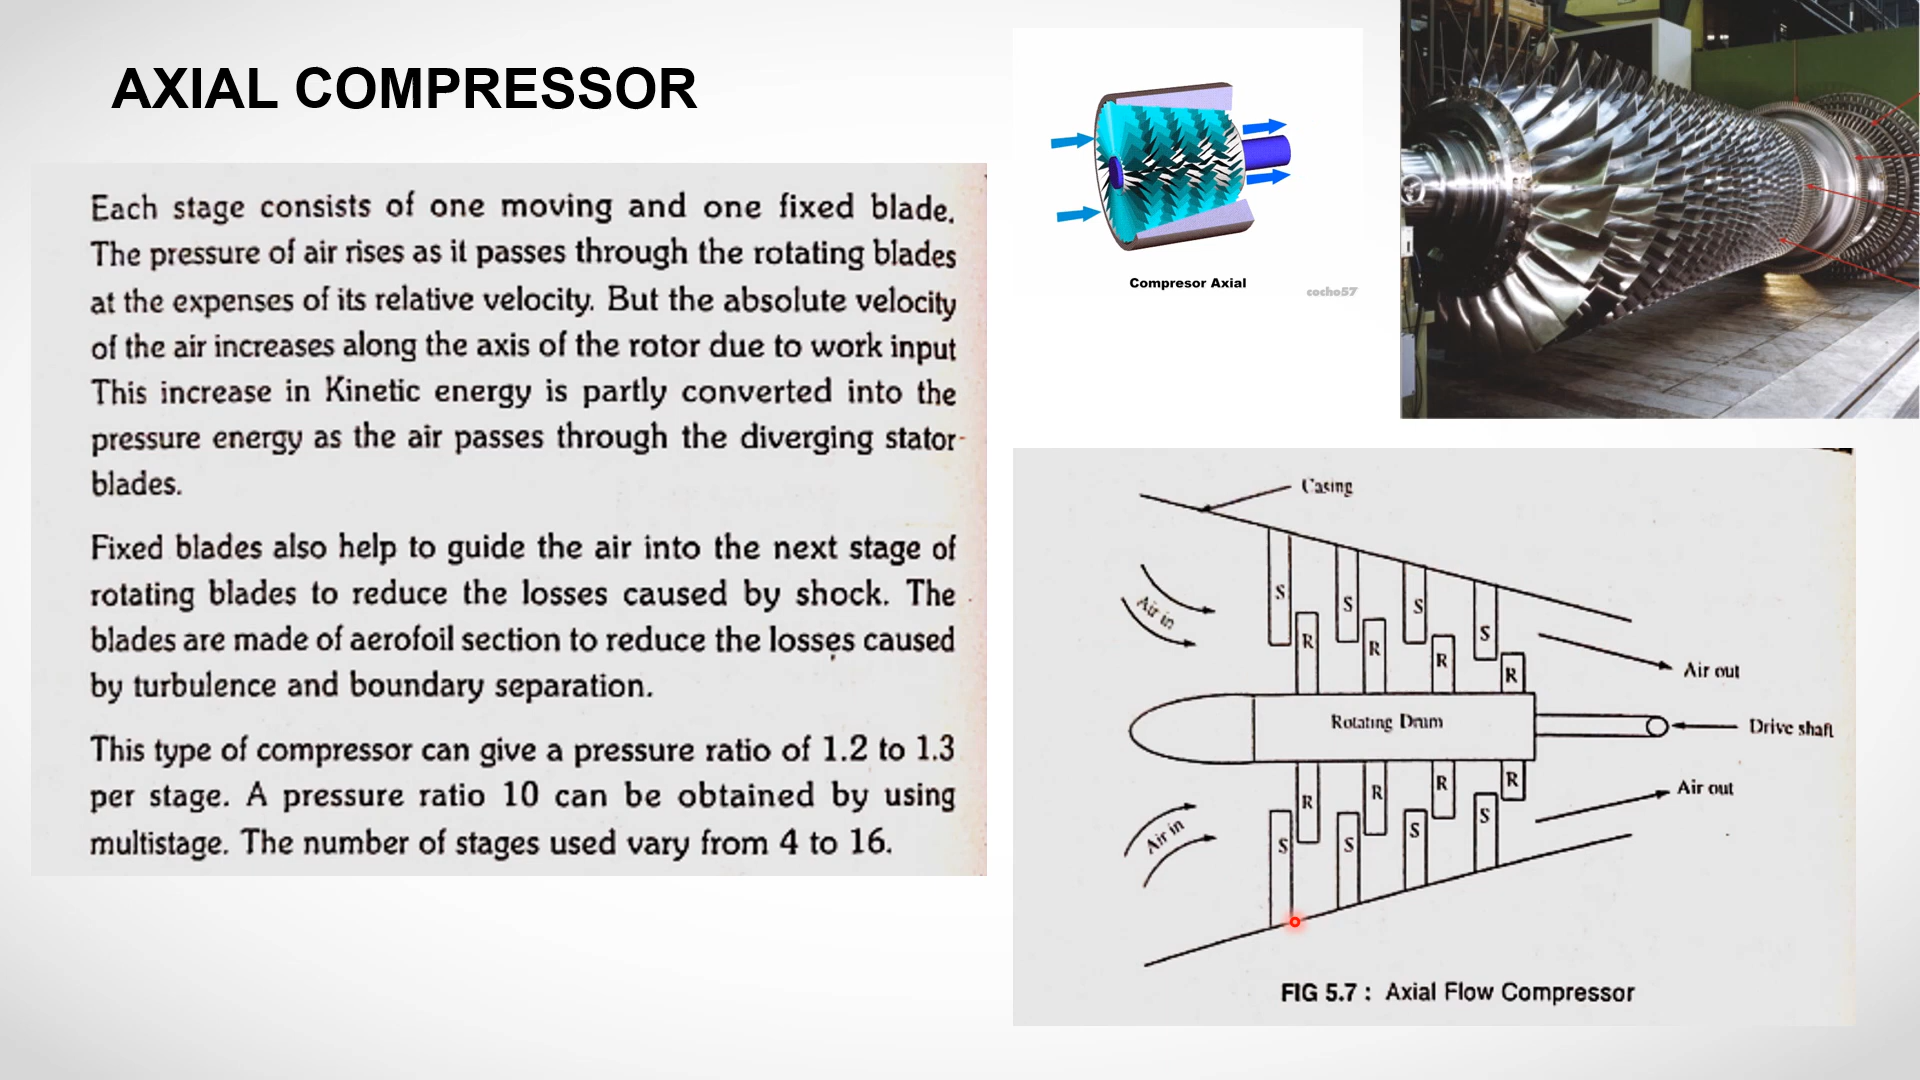 AXIAL COMPRESSOR
Each stage consists of one moving and one fixed blade.
The pressure of air rises as it passes through the rotating blades
at the expenses of its relative velocity. But the absolute velocity
of the air increases along the axis of the rotor due to work input
This increase in Kinetic energy is partly converted into the
pressure energy as the air passes through the diverging stator
blades.
Fixed blades also help to guide the air into the next stage of
rotating blades to reduce the losses caused by shock. The
blades are made of aerofoil section to reduce the losses caused
by turbulence and boundary separation.
This type of compressor can give a pressure ratio of 1.2 to 1.3
per stage. A pressure ratio 10 can be obtained by using
multistage. The number of stages used vary from 4 to 16.
Compresor Axial
cocho57
Casing
Air in
S
S
S
S
R
R
R
R
Air out
Rotating Drum
Drive shaft
R
R
R
R
Air out
Air in
S
S
S
S
FIG 5.7 : Axial Flow Compressor